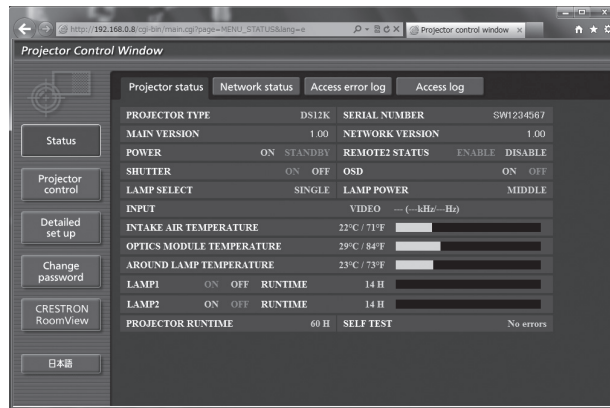 http://192.168.0.8/cgi-bin/main.cgi?page=MENU_STATUS&lang=e
Projector control window
Projector Control Window
Projector status Network status Access error log Access log
Status
Projector control
Detailed set up
Change password
CRESTRON RoomView
日本語
PROJECTOR TYPE DS12K SERIAL NUMBER SW1234567
MAIN VERSION 1.00 NETWORK VERSION 1.00
POWER ON STANDBY REMOTE2 STATUS ENABLE DISABLE
SHUTTER ON OFF OSD ON OFF
LAMP SELECT SINGLE LAMP POWER MIDDLE
INPUT VIDEO --- (---kHz/---Hz)
INTAKE AIR TEMPERATURE 22°C / 71°F
OPTICS MODULE TEMPERATURE 29°C / 84°F
AROUND LAMP TEMPERATURE 23°C / 73°F
LAMP1 ON OFF RUNTIME 14 H
LAMP2 ON OFF RUNTIME 14 H
PROJECTOR RUNTIME 60 H SELF TEST No errors